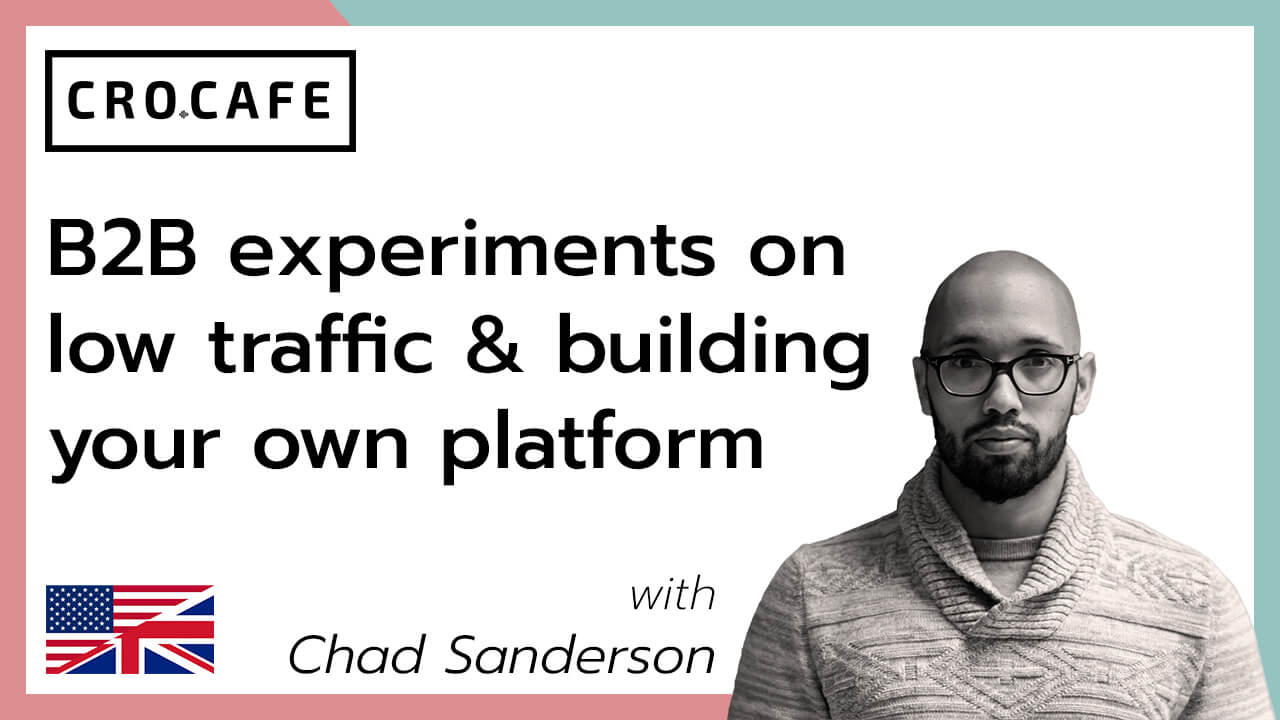 CRO.CAFE
B2B experiments on
low traffic & building
your own platform
with
Chad Sanderson